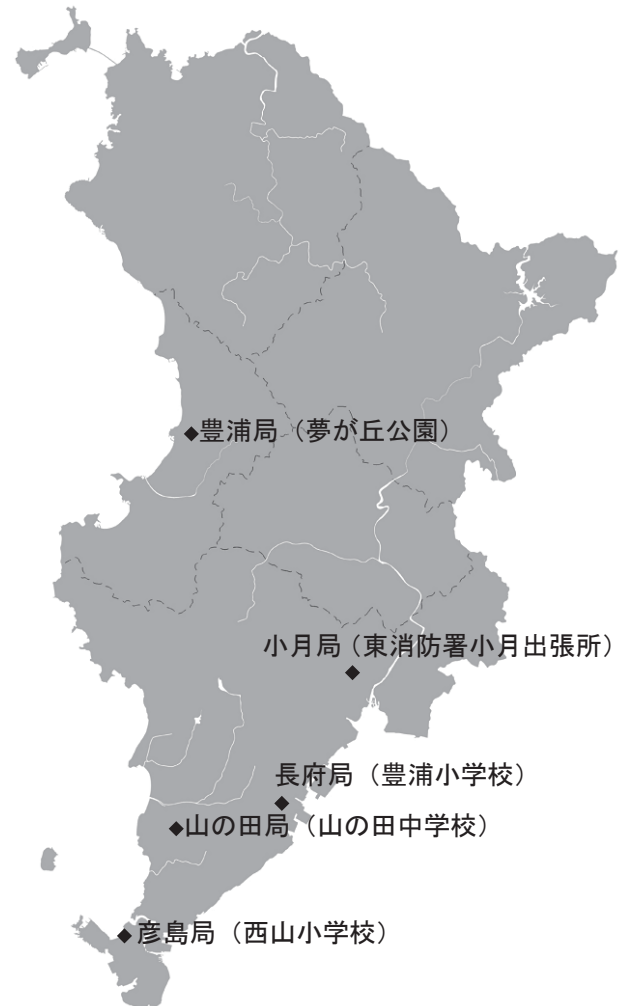 ◆豊浦局（夢が丘公園）
小月局（東消防署小月出張所）
◆
長府局（豊浦小学校）
◆
◆山の田局（山の田中学校）
◆彦島局（西山小学校）